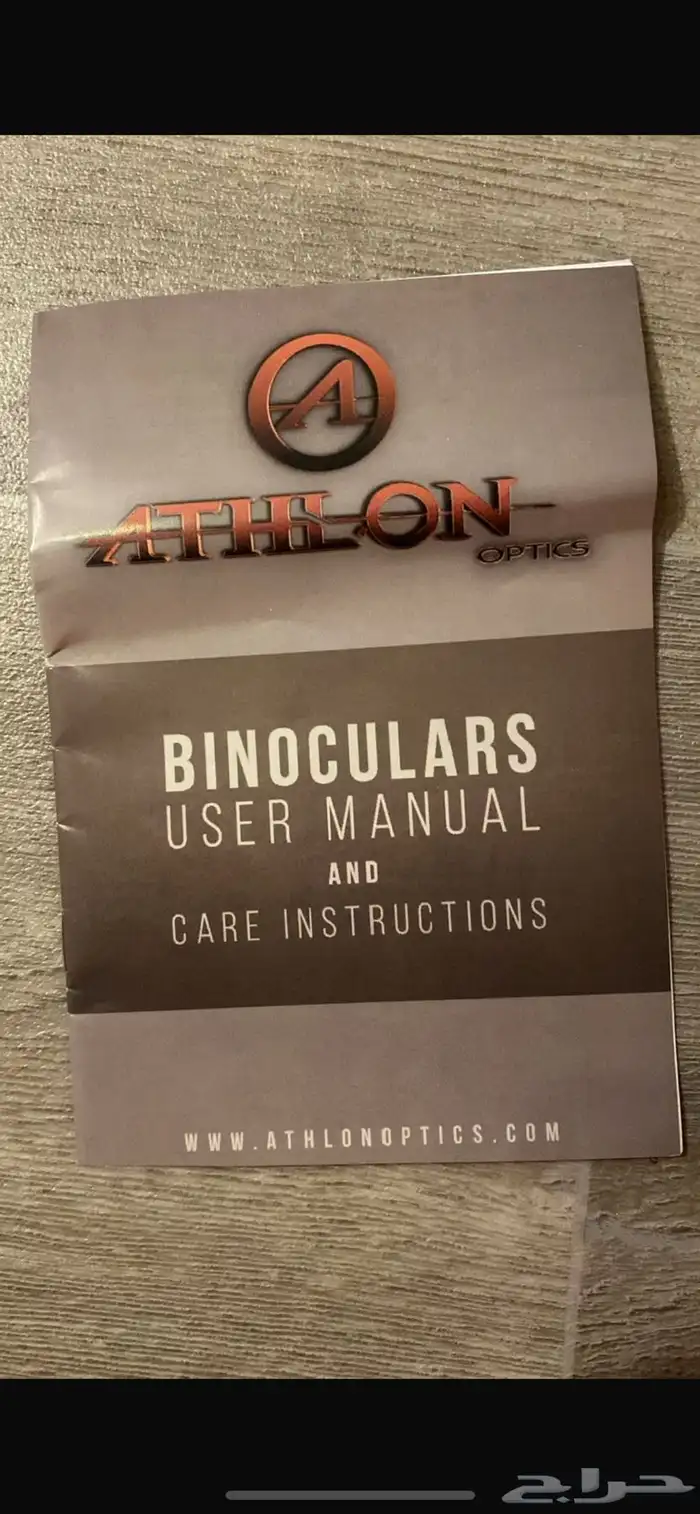 A
ATHLON
OPTICS
BINOCULARS
USER MANUAL
AND
CARE INSTRUCTIONS
WWW.ATHLONOPTICS.COM
حراج